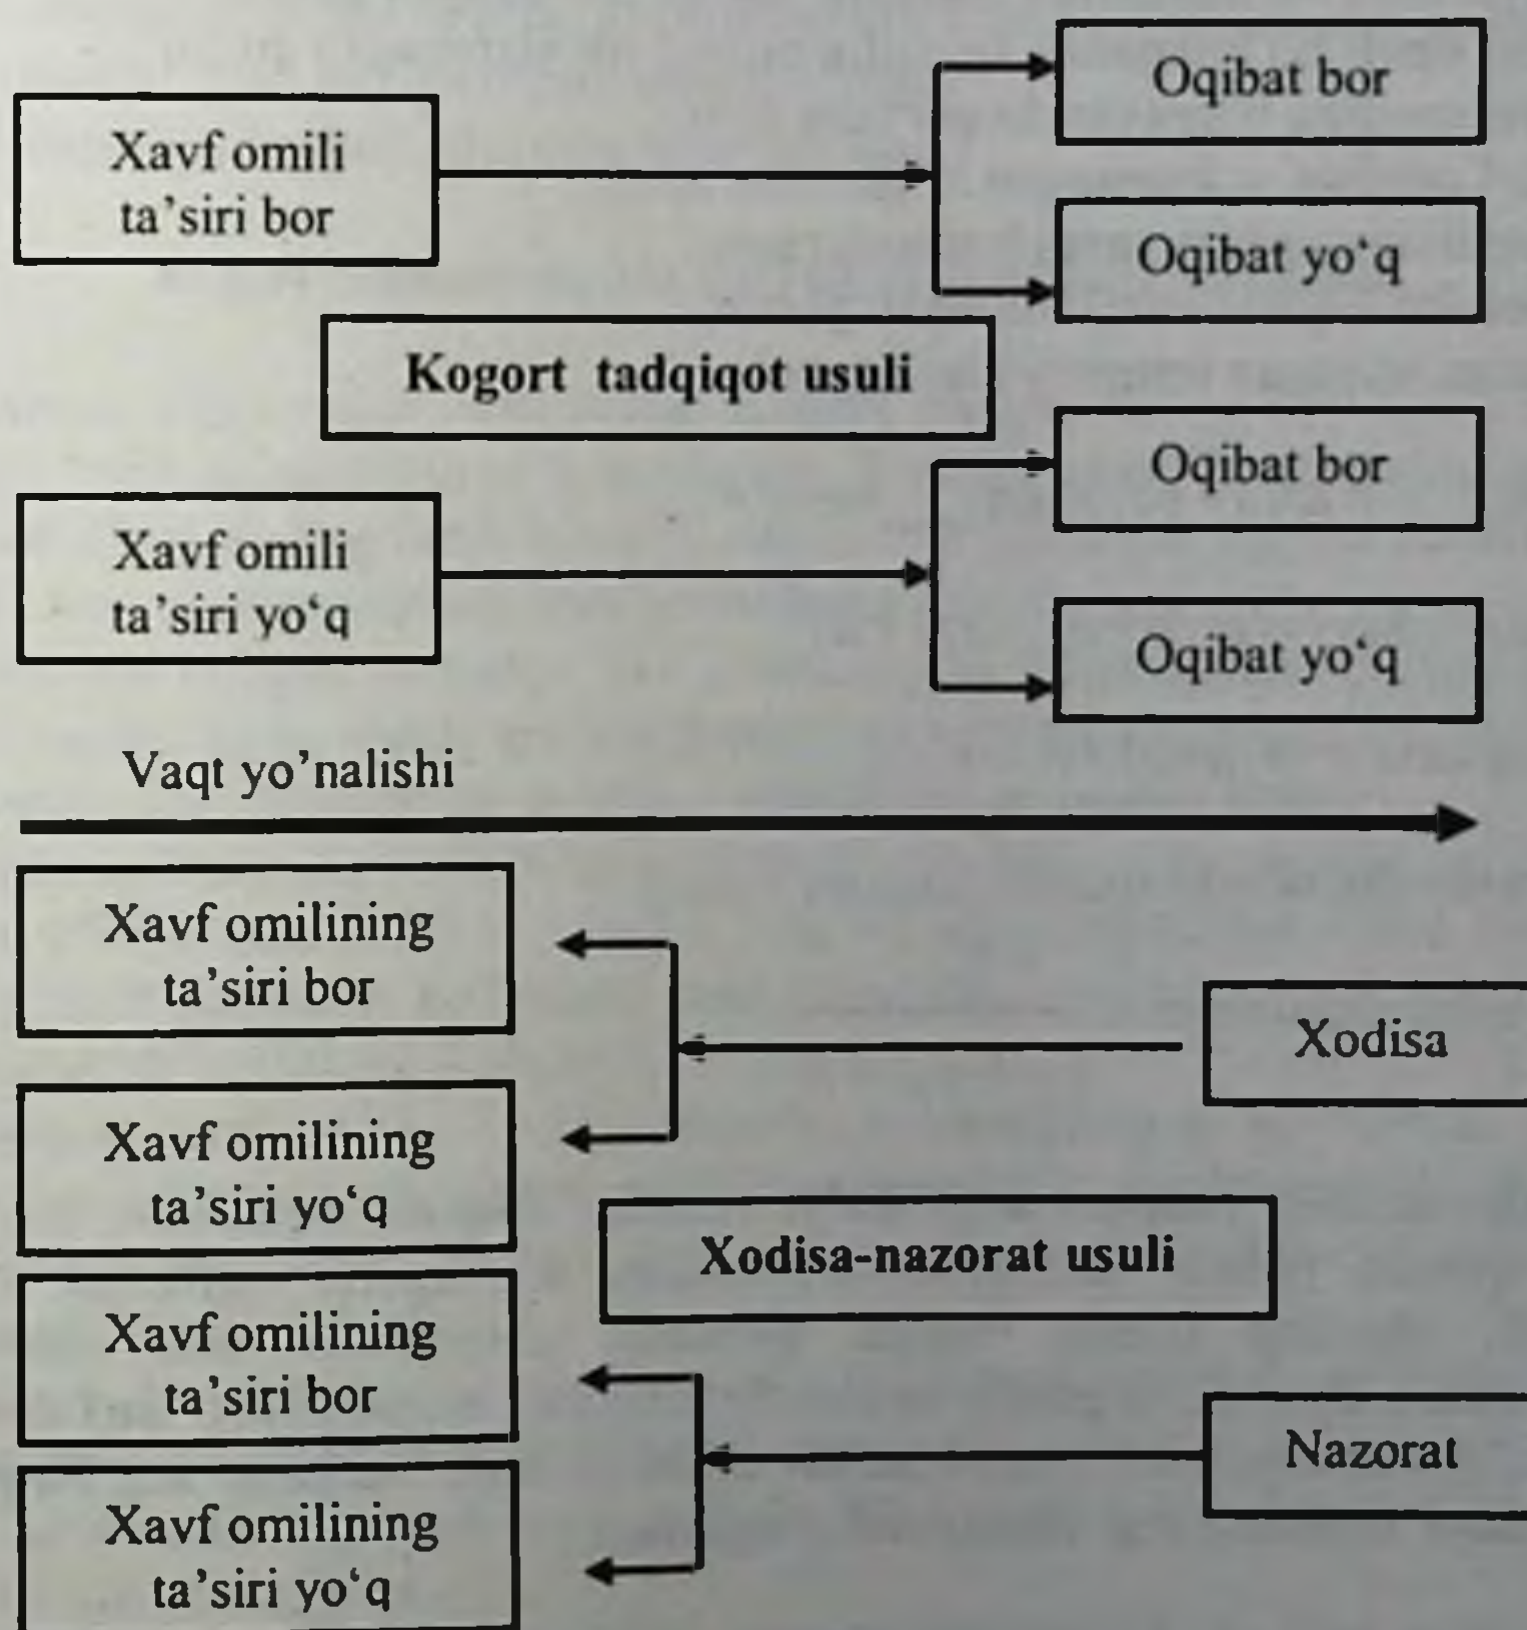 Xavf omili
ta’siri bor
Oqibat bor
Oqibat yo‘q
Kogort tadqiqot usuli
Xavf omili
ta’siri yo‘q
Oqibat bor
Oqibat yo‘q
Vaqt yo’nalishi
Xavf omilining
ta’siri bor
Xavf omilining
ta’siri yo‘q
Xodisa
Xodisa-nazorat usuli
Xavf omilining
ta’siri bor
Xavf omilining
ta’siri yo‘q
Nazorat